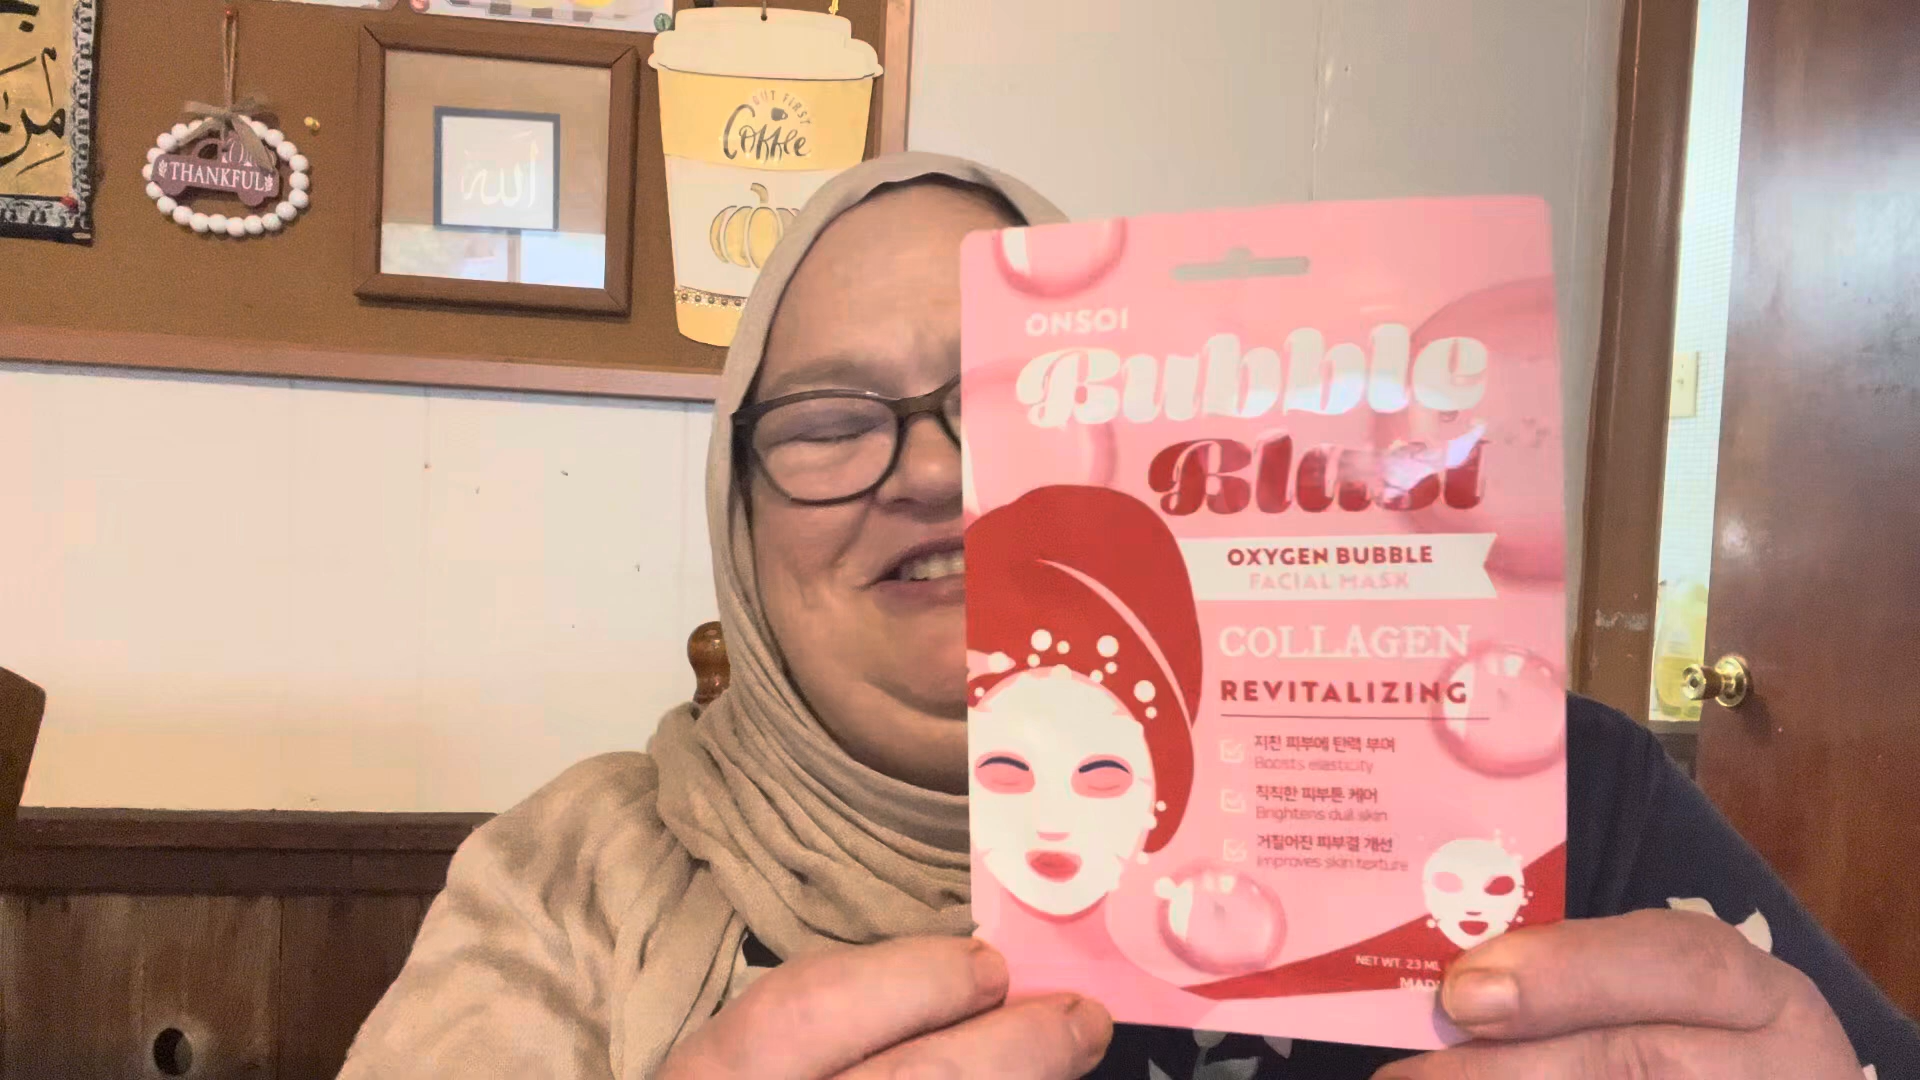 THANKFUL
الله
BUT FIRST
Coffee
ONSOI
Bubble
Blast
OXYGEN BUBBLE
FACIAL MASK
COLLAGEN
REVITALIZING
지친 피부에 탄력 부여
Boosts elasticity
칙칙한 피부톤 케어
Brightens dull skin
거칠어진 피부결 개선
Improves skin texture
NET WT. 23 ML